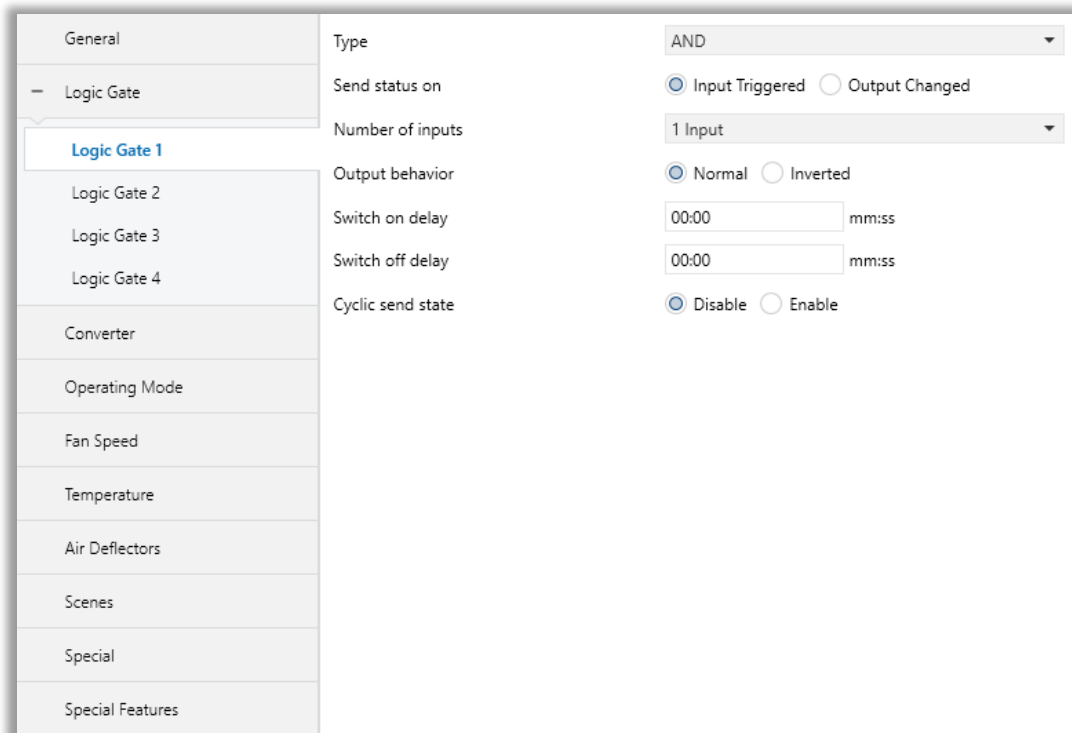 General
Logic Gate
Logic Gate 1
Logic Gate 2
Logic Gate 3
Logic Gate 4
Converter
Operating Mode
Fan Speed
Temperature
Air Deflectors
Scenes
Special
Special Features
Type AND
Send status on Input Triggered Output Changed
Number of inputs 1 Input
Output behavior Normal Inverted
Switch on delay 00:00 mm:ss
Switch off delay 00:00 mm:ss
Cyclic send state Disable Enable